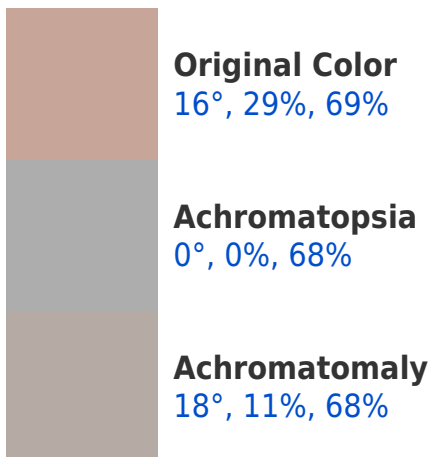 Original Color
16°, 29%, 69%
Achromatopsia
0°, 0%, 68%
Achromatomaly
18°, 11%, 68%